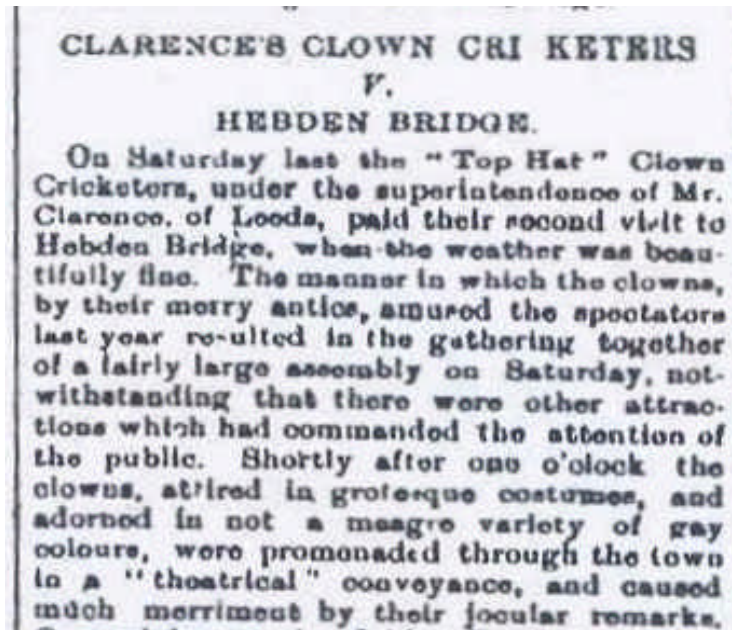 CLARENCE'S CLOWN CRI KETERS
V.
HEBDEN BRIDGE.
On Saturday last the "Top Hat" Clown
Cricketers, under the superintendence of Mr.
Clarence, of Leeds, paid their second visit to
Hebden Bridge, when the weather was beau-
tifully fine. The manner in which the clowns,
by their merry antics, amused the spectators
last year re-ulted in the gathering together
of a fairly large assembly on Saturday, not-
withstanding that there were other attrac-
tions which had commanded the attention of
the public. Shortly after one o'clock the
clowns, attired in grotesque costumes, and
adorned in not a meagre variety of gay
colours, were promenaded through the town
in a "theatrical" conveyance, and caused
much merriment by their jocular remarks.